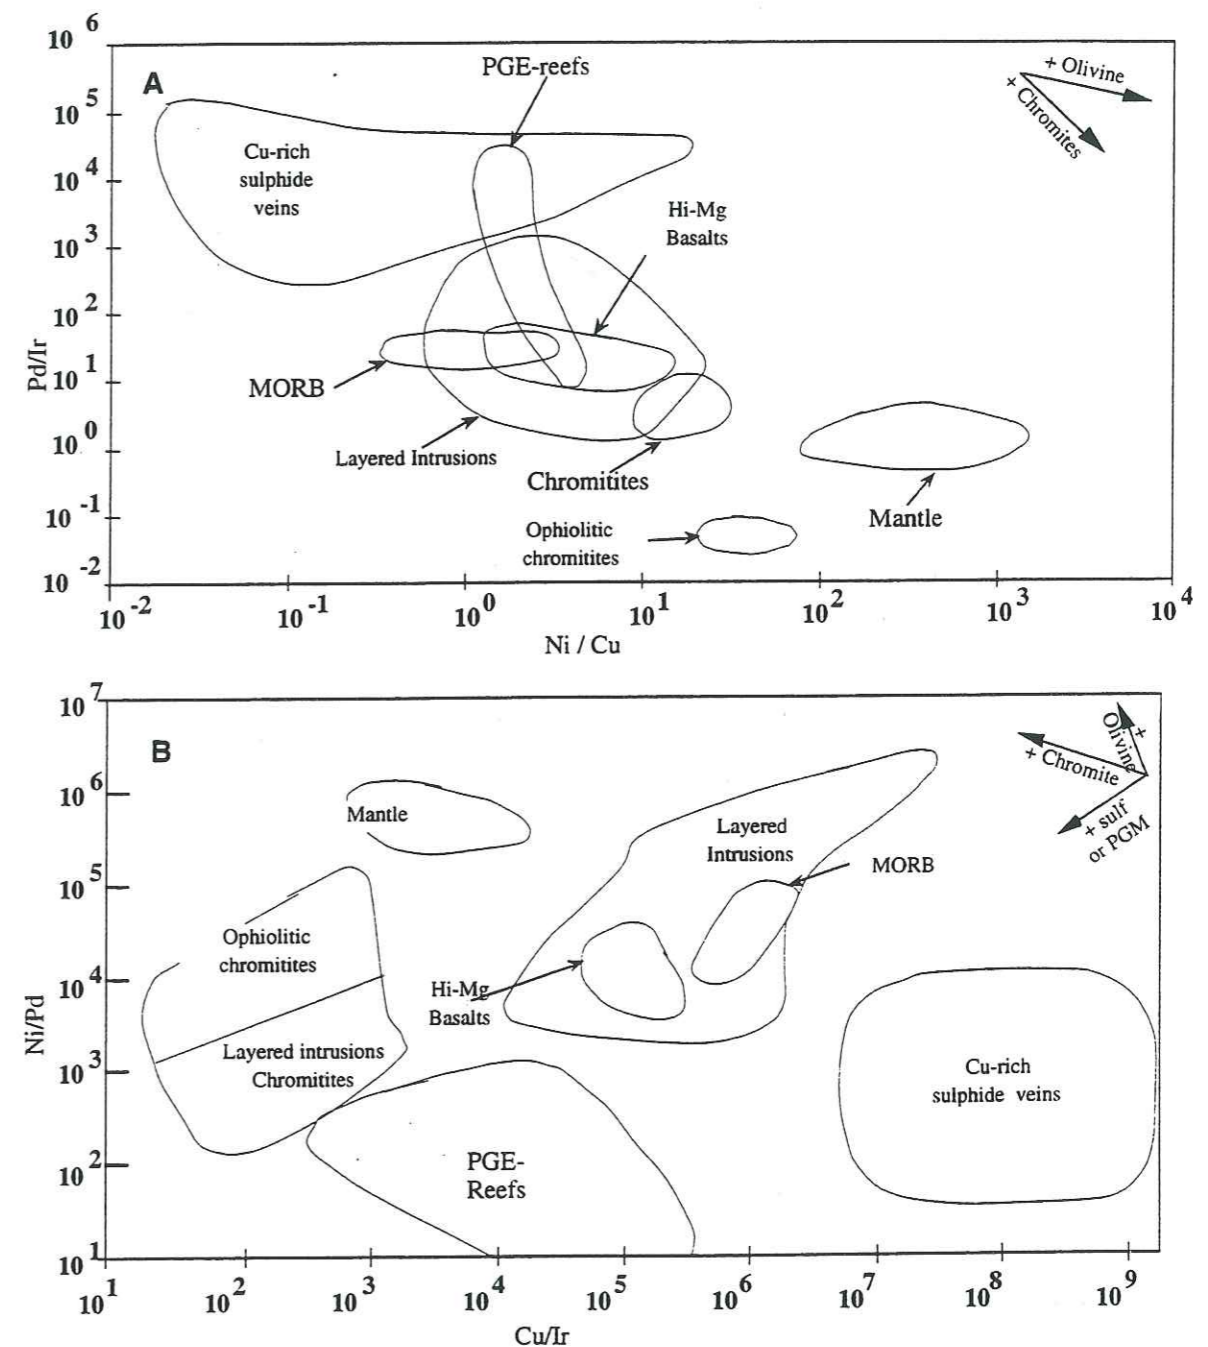 A
PGE-reefs
+ Olivine
+ Chromites
Cu-rich
sulphide
veins
Hi-Mg
Basalts
MORB
Layered Intrusions
Chromitites
Mantle
Ophiolitic
chromitites
Pd/Ir
10 6
10 5
10 4
10 3
10 2
10 1
10 0
10 -1
10 -2
10 -2
10 -1
10 0
10 1
10 2
10 3
10 4
Ni / Cu
B
+ Olivine
+ Chromite
+ sulf
or PGM
Mantle
Layered
Intrusions
MORB
Ophiolitic
chromitites
Hi-Mg
Basalts
Layered intrusions
Chromitites
Cu-rich
sulphide veins
PGE-
Reefs
Ni/Pd
10 7
10 6
10 5
10 4
10 3
10 2
10 1
10 1
10 2
10 3
10 4
10 5
10 6
10 7
10 8
10 9
Cu/Ir